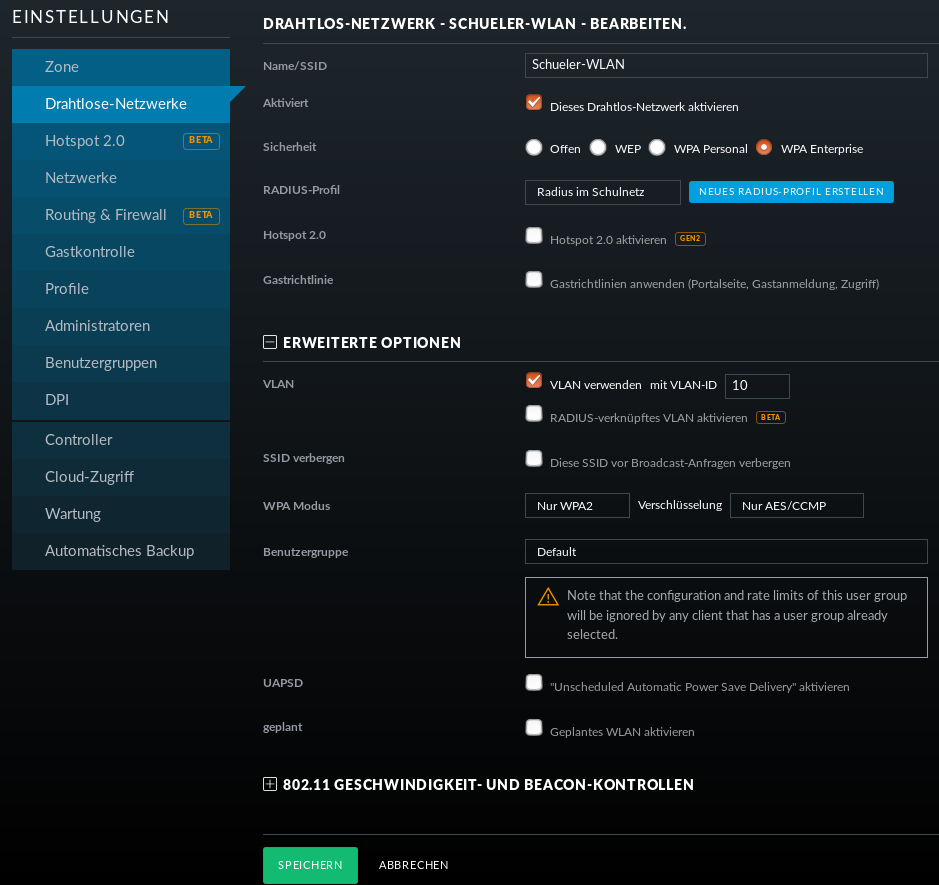 EINSTELLUNGEN
Zone
Drahtlose-Netzwerke
Hotspot 2.0 BETA
Netzwerke
Routing & Firewall BETA
Gastkontrolle
Profile
Administratoren
Benutzergruppen
DPI
Controller
Cloud-Zugriff
Wartung
Automatisches Backup
DRAHTLOS-NETZWERK - SCHUELER-WLAN - BEARBEITEN.
Name/SSID Schueler-WLAN
Aktiviert Dieses Drahtlos-Netzwerk aktivieren
Sicherheit Offen WEP WPA Personal WPA Enterprise
RADIUS-Profil Radius im Schulnetz NEUES RADIUS-PROFIL ERSTELLEN
Hotspot 2.0 Hotspot 2.0 aktivieren GEN2
Gastrichtlinie Gastrichtlinien anwenden (Portalseite, Gastanmeldung, Zugriff)
ERWEITERTE OPTIONEN
VLAN VLAN verwenden mit VLAN-ID 10
RADIUS-verknüpftes VLAN aktivieren BETA
SSID verbergen Diese SSID vor Broadcast-Anfragen verbergen
WPA Modus Nur WPA2 Verschlüsselung Nur AES/CCMP
Benutzergruppe Default
Note that the configuration and rate limits of this user group
will be ignored by any client that has a user group already
selected.
UAPSD "Unscheduled Automatic Power Save Delivery" aktivieren
geplant Geplantes WLAN aktivieren
802.11 GESCHWINDIGKEIT- UND BEACON-KONTROLLEN
SPEICHERN ABBRECHEN